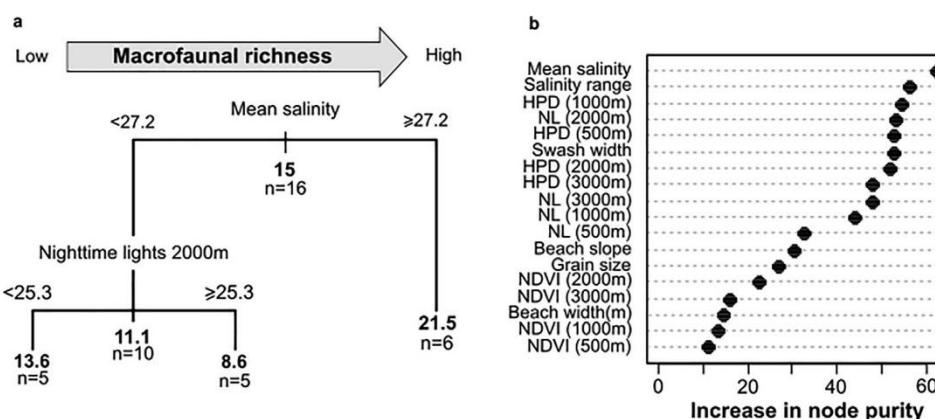 a
Low Macrofaunal richness High
Mean salinity
<27.2 ⩾27.2
15
n=16
Nighttime lights 2000m
<25.3 ⩾25.3
11.1
n=10
13.6
n=5
8.6
n=5
21.5
n=6
b
Mean salinity
Salinity range
HPD (1000m)
NL (2000m)
HPD (500m)
Swash width
HPD (2000m)
HPD (3000m)
NL (3000m)
NL (1000m)
NL (500m)
Beach slope
Grain size
NDVI (2000m)
NDVI (3000m)
Beach width(m)
NDVI (1000m)
NDVI (500m)
0 20 40 60
Increase in node purity